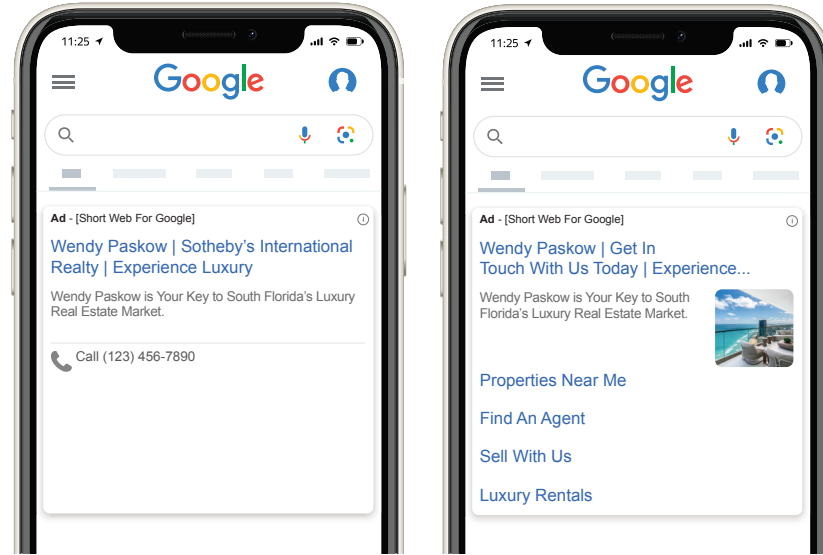 11:25
Google
Ad - [Short Web For Google]
Wendy Paskow | Sotheby's International
Realty | Experience Luxury
Wendy Paskow is Your Key to South Florida's Luxury
Real Estate Market.
Call (123) 456-7890
11:25
Google
Ad - [Short Web For Google]
Wendy Paskow | Get In
Touch With Us Today | Experience...
Wendy Paskow is Your Key to South
Florida's Luxury Real Estate Market.
Properties Near Me
Find An Agent
Sell With Us
Luxury Rentals